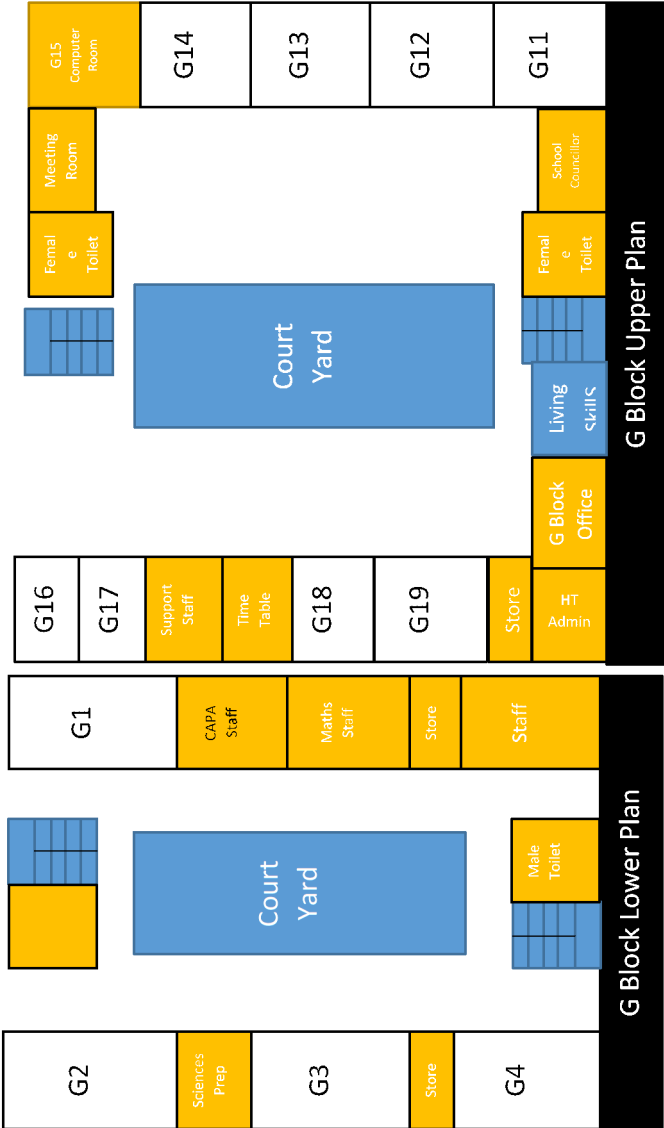 G15
Computer
Room
G14
G13
G12
G11
Meeting
Room
School
Councillor
Femal
e
Toilet
Femal
e
Toilet
Court
Yard
Living
Skills
G Block
Office
HT
Admin
G16
G17
Support
Staff
Time
Table
G18
G19
Store
G Block Upper Plan
G1
CAPA
Staff
Maths
Staff
Store
Staff
Court
Yard
Male
Toilet
G2
Sciences
Prep
G3
Store
G4
G Block Lower Plan